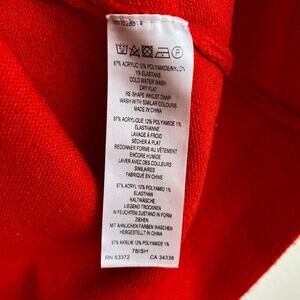 87% ACRYLIC 12% POLYAMIDE/NYLON
1% ELASTANE
COLD WATER WASH
DRY FLAT
RE-SHAPE WHILST DAMP
WASH WITH SIMILAR COLOURS
MADE IN CHINA
87% ACRYLIQUE 12% POLYAMIDE 1%
ÉLASTHANNE
LAVAGE À FROID
SÉCHER À PLAT
REDONNER FORME AU VÊTEMENT
ENCORE HUMIDE
LAVER AVEC DES COULEURS
SIMILAIRES
FABRIQUÉ EN CHINE
87% ACRYL 12% POLYAMID 1%
ELASTHAN
KALTWÄSCHE
LIEGEND TROCKNEN
IN FEUCHTEM ZUSTAND IN FORM
ZIEHEN
MIT ÄHNLICHEN FARBEN WASCHEN
HERGESTELLT IN CHINA
87% AKRILIK 12% POLYAMIDE 1%
RN 53372 CA 34338